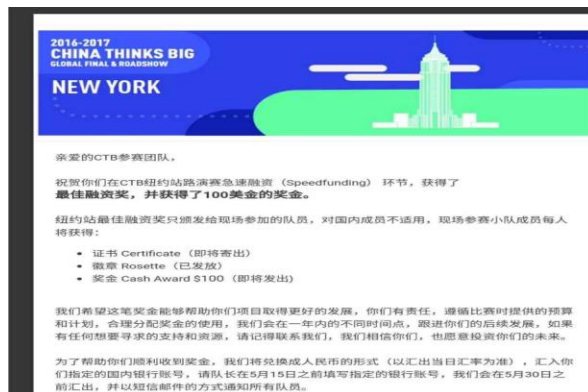 2016-2017
CHINA THINKS BIG
GLOBAL FINAL & ROADSHOW
NEW YORK
亲爱的CTB参赛团队，
祝贺你们在CTB纽约站路演赛急速融资（Speedfunding） 环节，获得了
最佳融资奖，并获得了100美金的奖金。
纽约站最佳融资奖只颁发给现场参加的队员，对国内成员不适用，现场参赛小队成员每人
将获得：
• 证书 Certificate（即将寄出）
• 徽章 Rosette（已发放）
• 奖金 Cash Award $100（即将发出)
我们希望这笔奖金能够帮助你们项目取得更好的发展，你们有责任，遵循比赛时提供的预算
和计划，合理分配奖金的使用，我们会在一年内的不同时间点，跟进你们的后续发展，如果
有任何想要寻求的支持和资源，请记得联系我们，我们相信你们，也愿意投资你们的未来。
为了帮助你们顺利收到奖金，我们将兑换成人民币的形式（以汇出当日汇率为准），汇入你
们指定的国内银行账号，请队长在5月15日之前填写指定的银行账号，我们会在5月30日之
前汇出，并以短信邮件的方式通知所有队员。